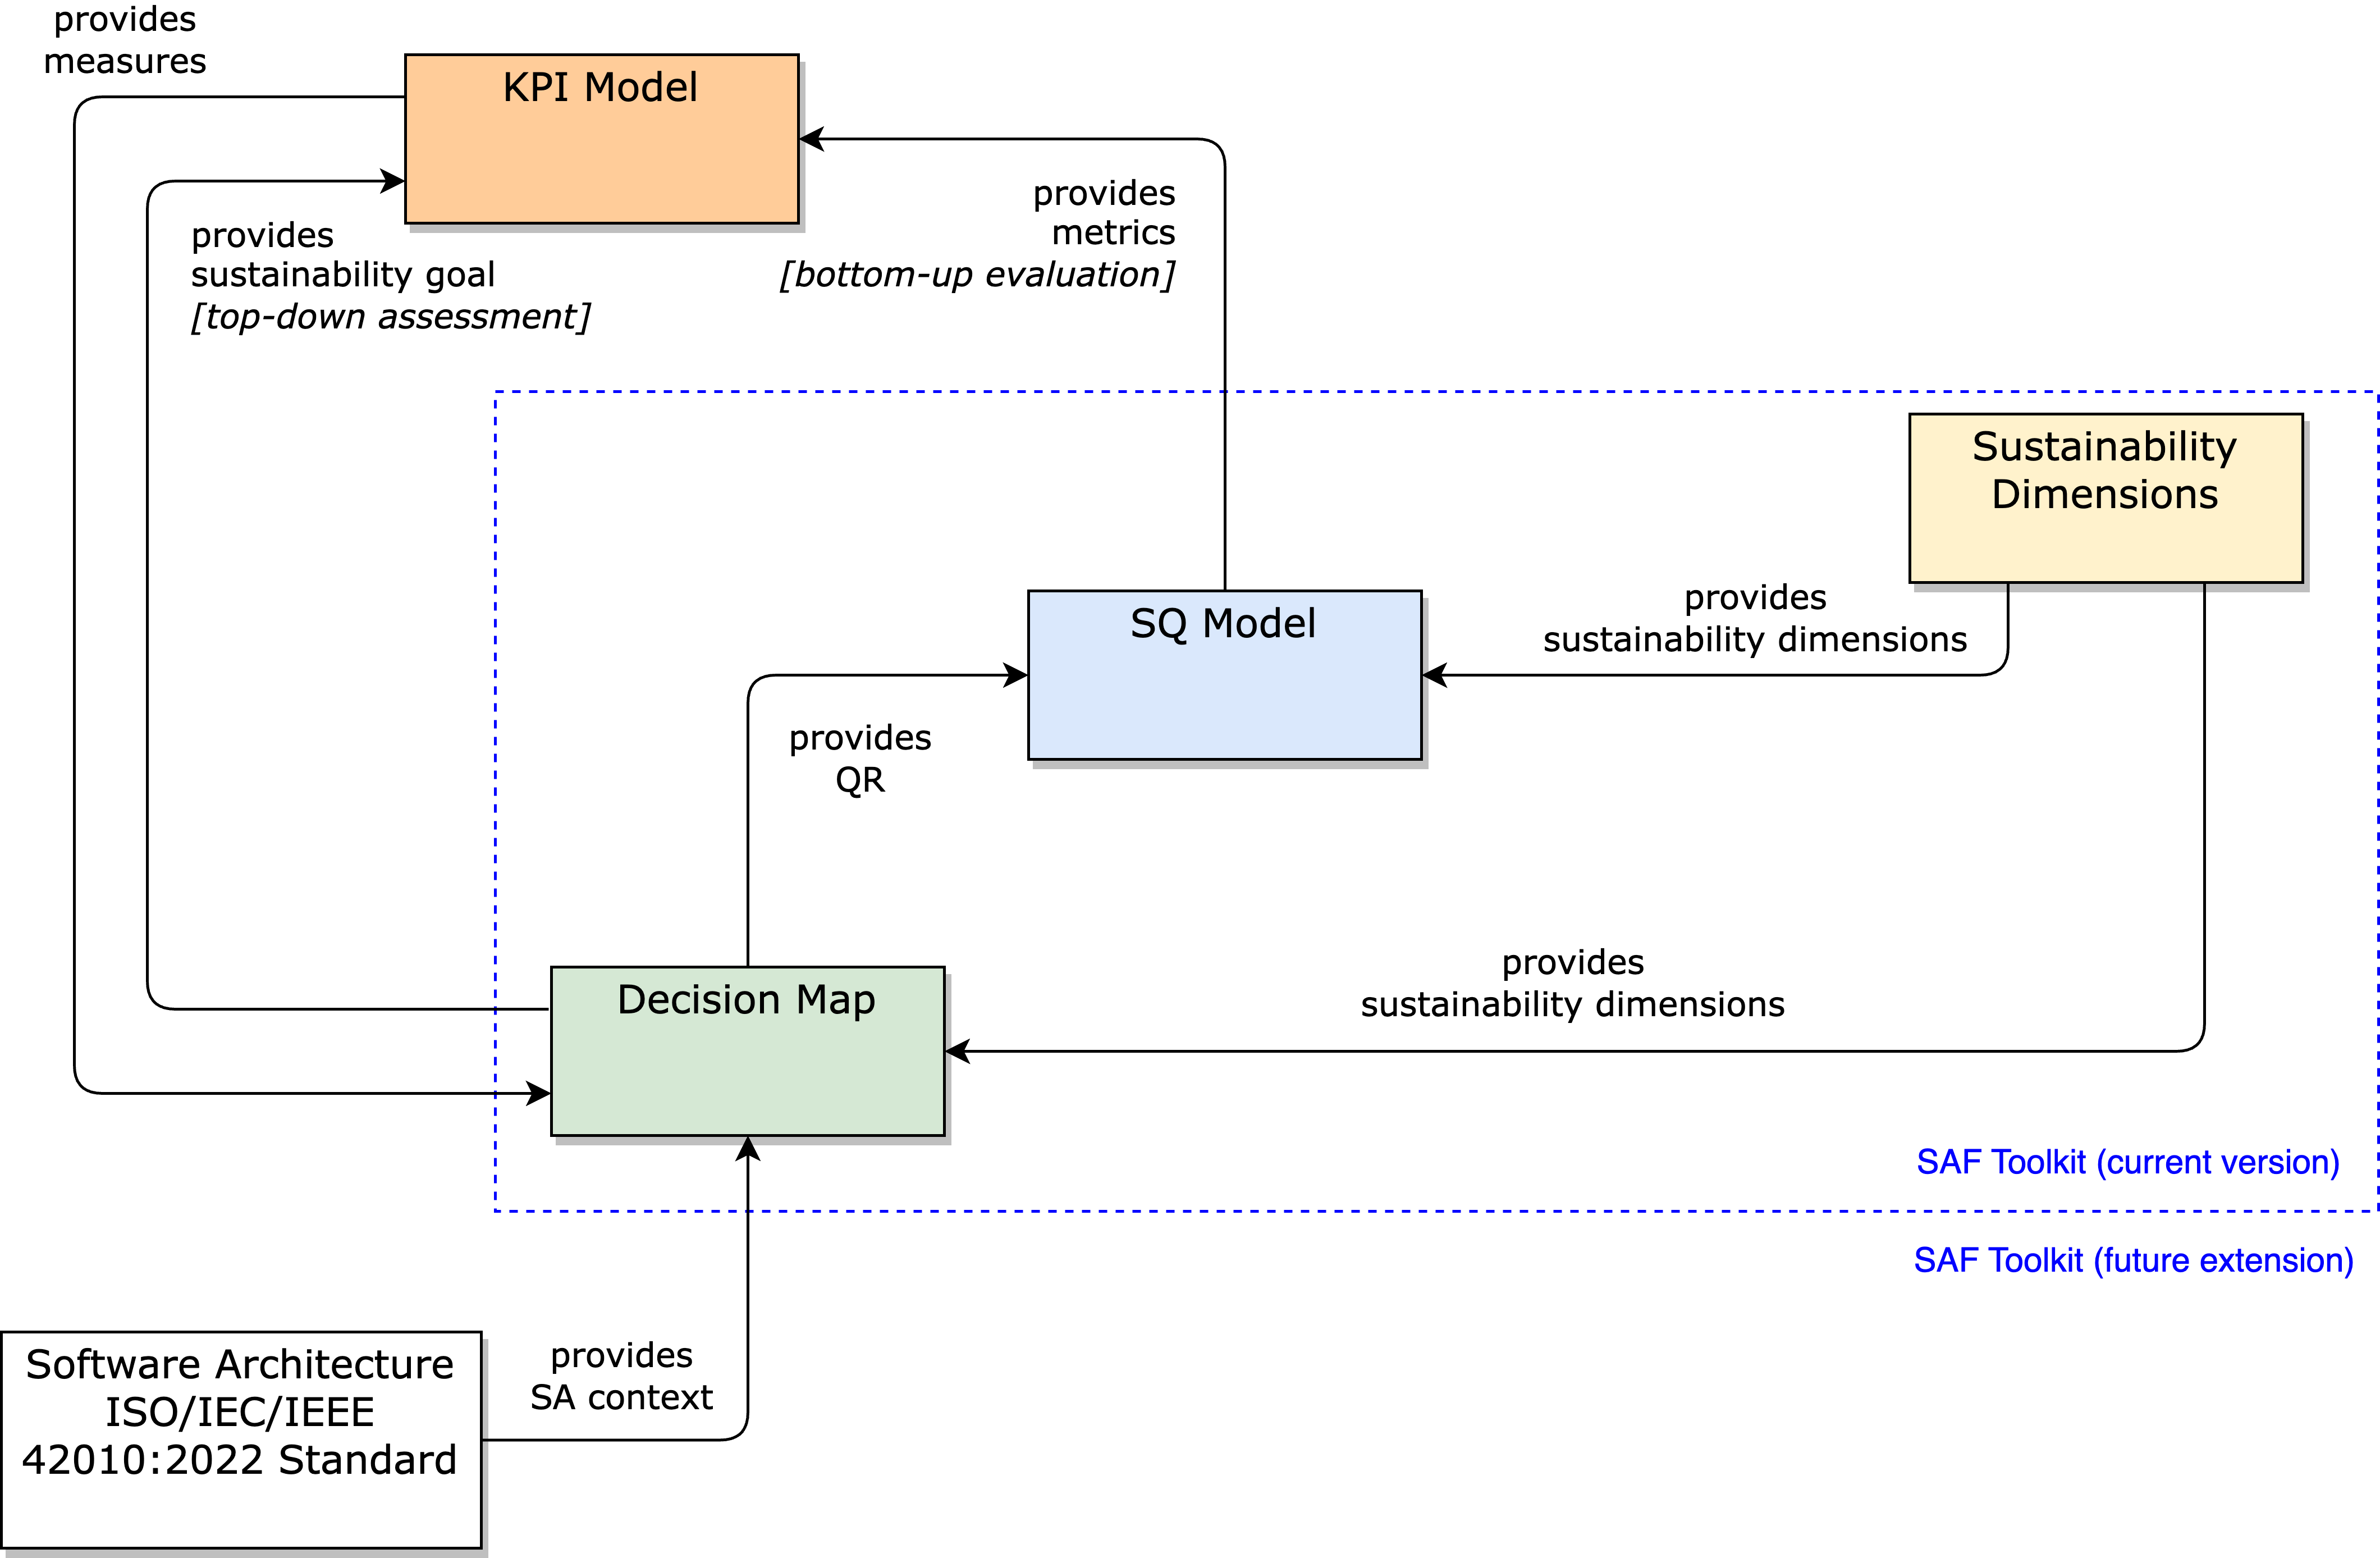 provides
measures
KPI Model
provides
sustainability goal
[top-down assessment]
provides
metrics
[bottom-up evaluation]
Sustainability
Dimensions
SQ Model
provides
sustainability dimensions
provides
QR
Decision Map
provides
sustainability dimensions
SAF Toolkit (current version)
SAF Toolkit (future extension)
Software Architecture
ISO/IEC/IEEE
42010:2022 Standard
provides
SA context